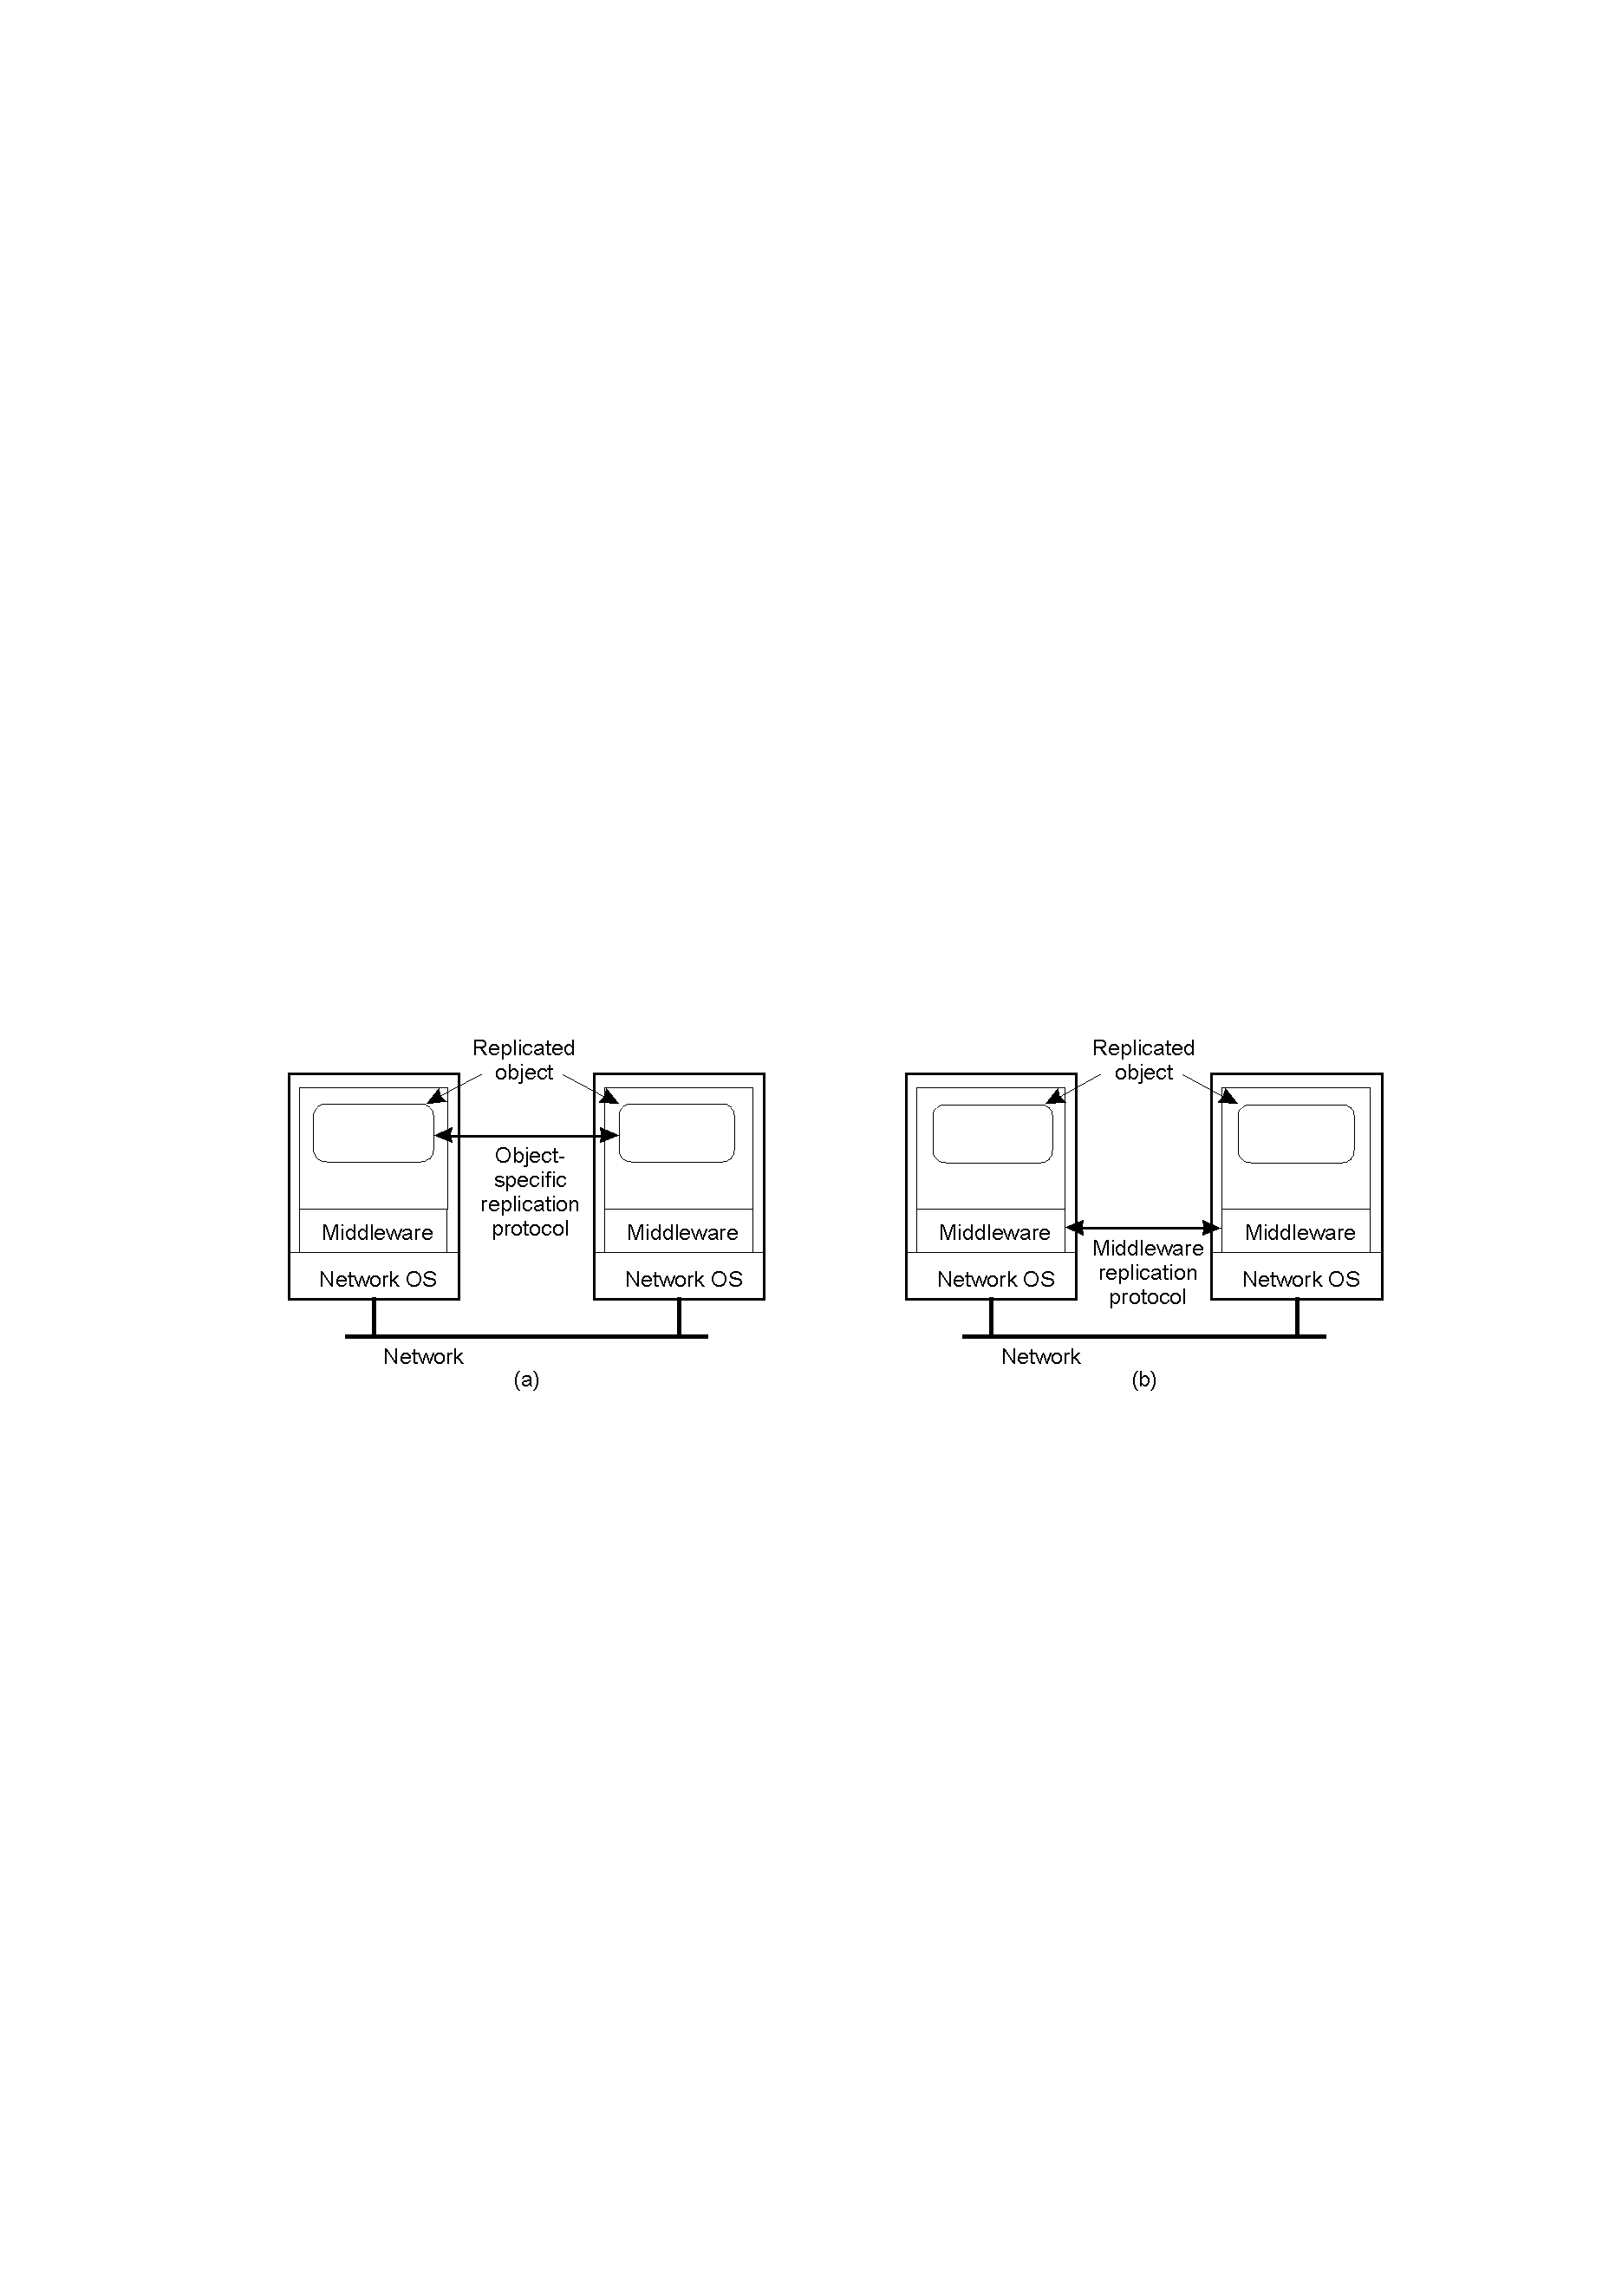 Replicated
object
Object-
specific
replication
protocol
Middleware
Middleware
Network OS
Network OS
Network
(a)
Replicated
object
Middleware
Middleware
Middleware
replication
protocol
Network OS
Network OS
Network
(b)